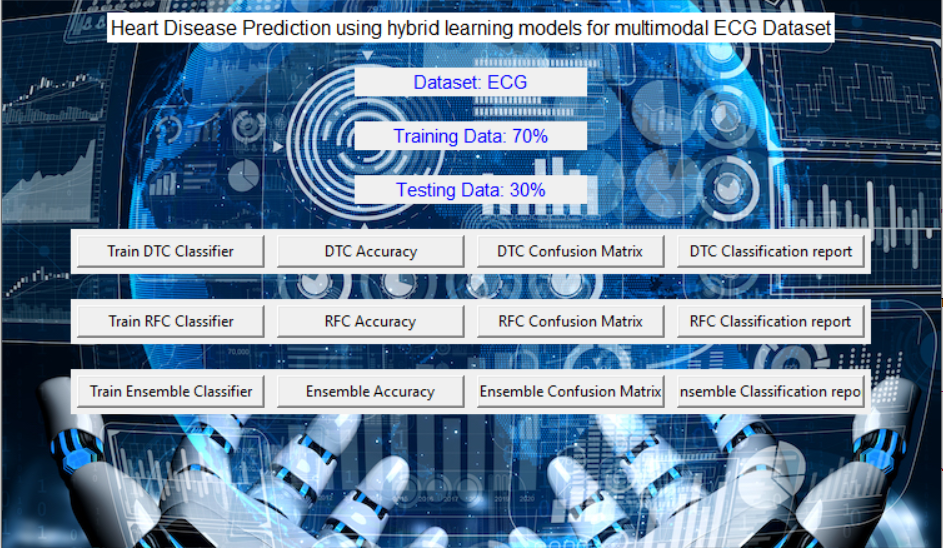 Heart Disease Prediction using hybrid learning models for multimodal ECG Dataset
Dataset: ECG
Training Data: 70%
Testing Data: 30%
Train DTC Classifier DTC Accuracy DTC Confusion Matrix DTC Classification report
Train RFC Classifier RFC Accuracy RFC Confusion Matrix RFC Classification report
70,000
Train Ensemble Classifier Ensemble Accuracy Ensemble Confusion Matrix nsemble Classification repo